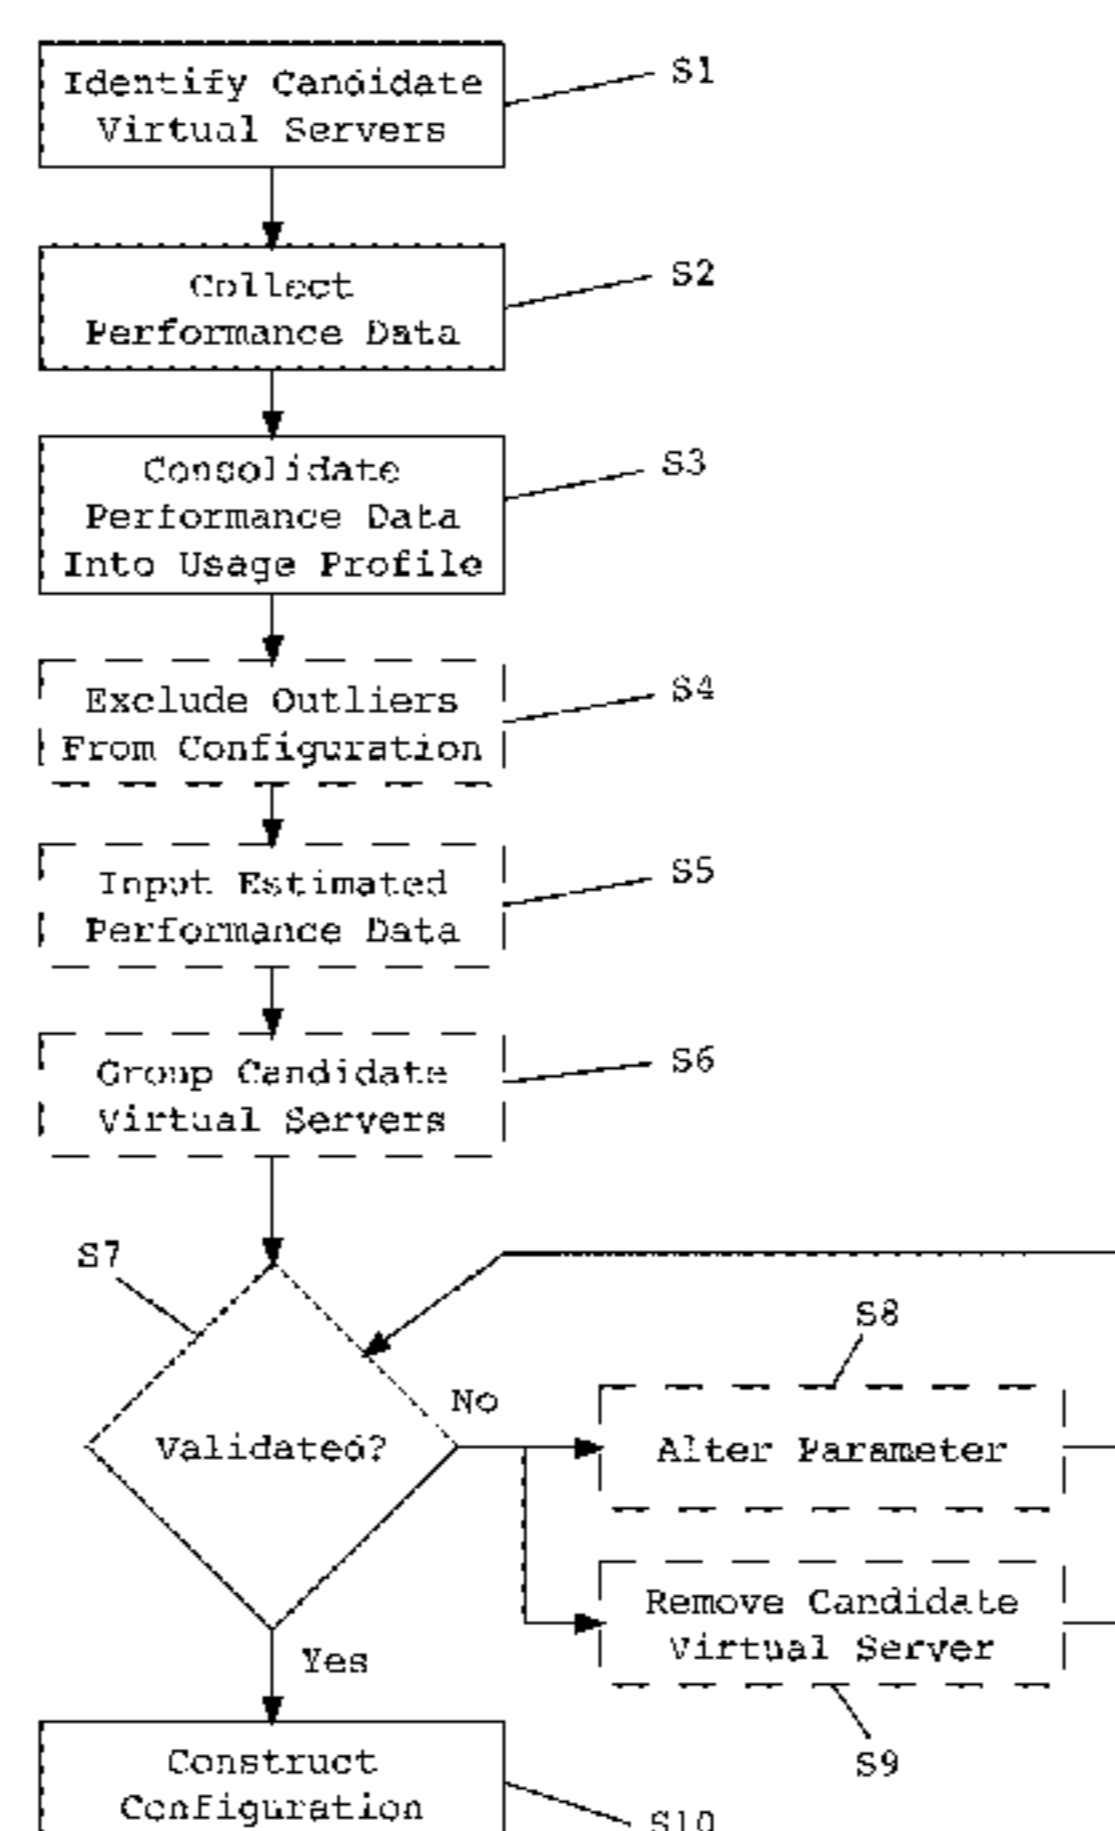 Identify Candidate
Virtual Servers
S1
Collect
Performance Data
S2
Consolidate
Performance Data
Into Usage Profile
S3
Exclude Outliers
From Configuration
S4
Input Estimated
Performance Data
S5
Group Candidate
Virtual Servers
S6
S7
Validated?
No
S8
Alter Parameter
Remove Candidate
Virtual Server
S9
Yes
Construct
Configuration
S10